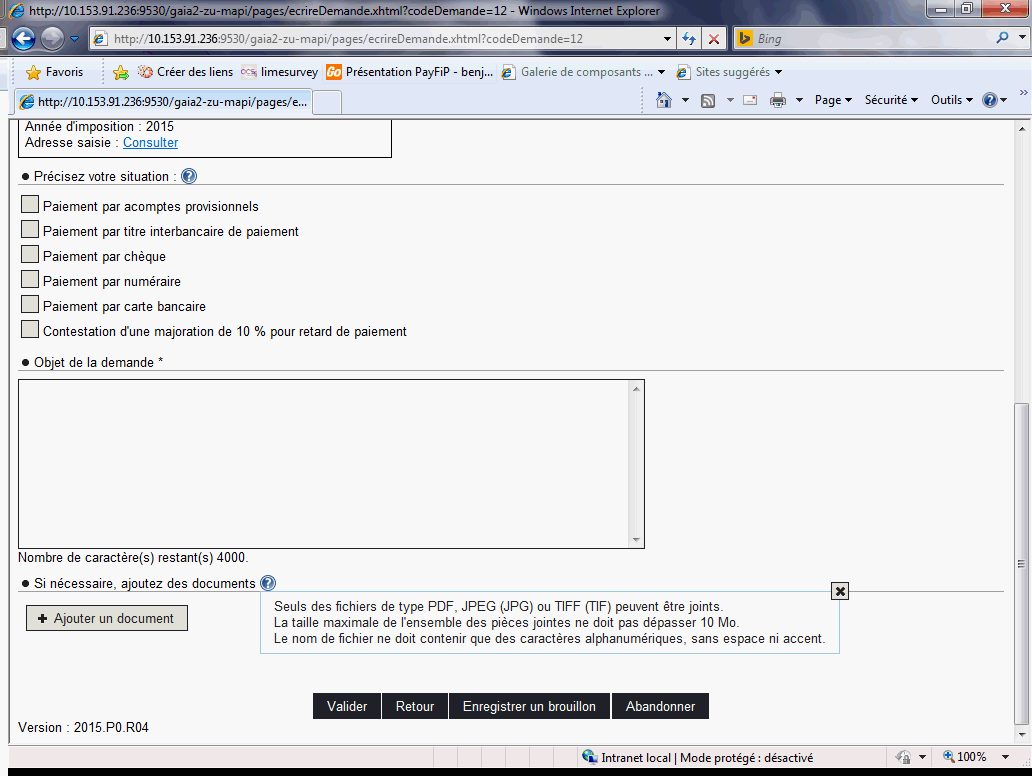 http://10.153.91.236:9530/gaia2-zu-mapi/pages/ecrireDemande.xhtml?codeDemande=12 - Windows Internet Explorer
http://10.153.91.236:9530/gaia2-zu-mapi/pages/ecrireDemande.xhtml?codeDemande=12
Bing
Favoris
Créer des liens
limesurvey
Présentation PayFiP - benj...
Galerie de composants ...
Sites suggérés
http://10.153.91.236:9530/gaia2-zu-mapi/pages/e...
Page
Sécurité
Outils
Année d'imposition : 2015
Adresse saisie : Consulter
Précisez votre situation :
Paiement par acomptes provisionnels
Paiement par titre interbancaire de paiement
Paiement par chèque
Paiement par numéraire
Paiement par carte bancaire
Contestation d'une majoration de 10 % pour retard de paiement
Objet de la demande *
Nombre de caractère(s) restant(s) 4000.
Si nécessaire, ajoutez des documents
Ajouter un document
Seuls des fichiers de type PDF, JPEG (JPG) ou TIFF (TIF) peuvent être joints.
La taille maximale de l'ensemble des pièces jointes ne doit pas dépasser 10 Mo.
Le nom de fichier ne doit contenir que des caractères alphanumériques, sans espace ni accent.
Valider
Retour
Enregistrer un brouillon
Abandonner
Version : 2015.P0.R04
Intranet local | Mode protégé : désactivé
100%